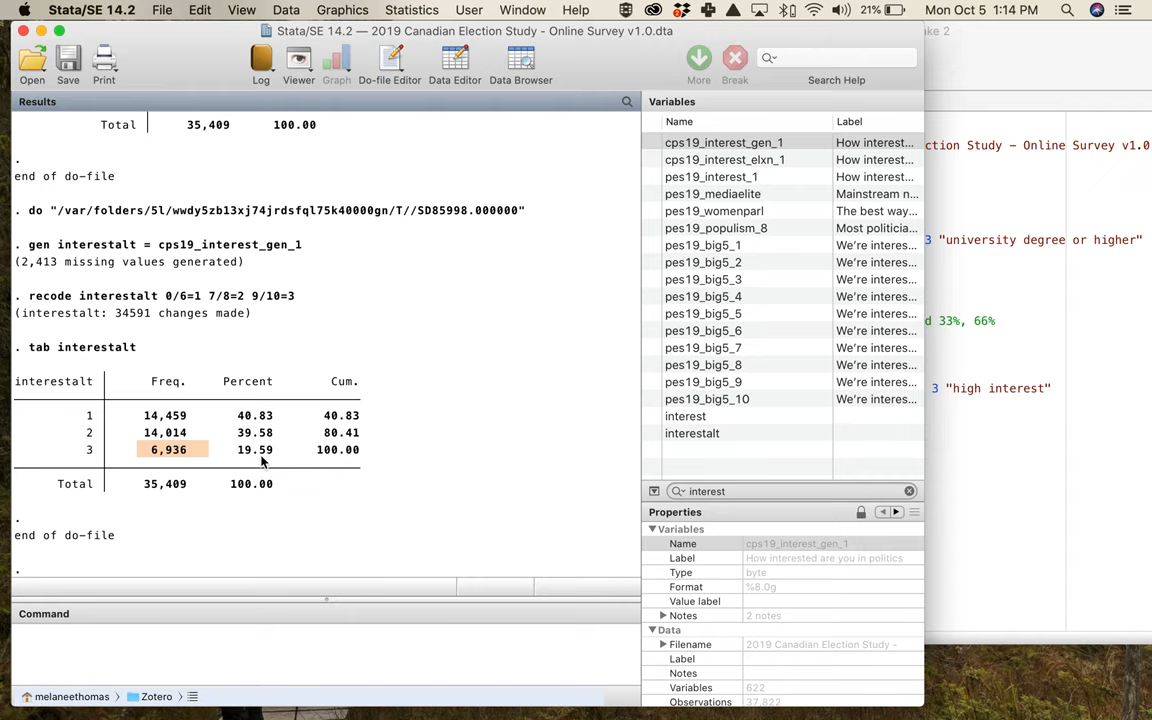 Stata/SE 14.2 File Edit View Data Graphics Statistics User Window Help 21% Mon Oct 5 1:14 PM
Stata/SE 14.2 — 2019 Canadian Election Study - Online Survey v1.0.dta
ake 2
Open Save Print Log Viewer Graph Do-file Editor Data Editor Data Browser More Break Search Help
Results
Total 35,409 100.00
.
end of do-file
. do "/var/folders/5l/wwdy5zb13xj74jrdsfql75k40000gn/T//SD85998.000000"
. gen interestalt = cps19_interest_gen_1
(2,413 missing values generated)
. recode interestalt 0/6=1 7/8=2 9/10=3
(interestalt: 34591 changes made)
. tab interestalt
interestalt Freq. Percent Cum.
1 14,459 40.83 40.83
2 14,014 39.58 80.41
3 6,936 19.59 100.00
Total 35,409 100.00
.
end of do-file
.
Command
melaneethomas Zotero
Variables
Name Label
cps19_interest_gen_1 How interest...
cps19_interest_elxn_1 How interest...
pes19_interest_1 How interest...
pes19_mediaelite Mainstream n...
pes19_womenparl The best way...
pes19_populism_8 Most politicia...
pes19_big5_1 We're interes...
pes19_big5_2 We're interes...
pes19_big5_3 We're interes...
pes19_big5_4 We're interes...
pes19_big5_5 We're interes...
pes19_big5_6 We're interes...
pes19_big5_7 We're interes...
pes19_big5_8 We're interes...
pes19_big5_9 We're interes...
pes19_big5_10 We're interes...
interest
interestalt
interest
Properties
Variables
Name cps19_interest_gen_1
Label How interested are you in politics
Type byte
Format %8.0g
Value label
Notes 2 notes
Data
Filename 2019 Canadian Election Study -
Label
Notes
Variables 622
Observations 37,822
ction Study - Online Survey v1.0
3 "university degree or higher"
d 33%, 66%
3 "high interest"